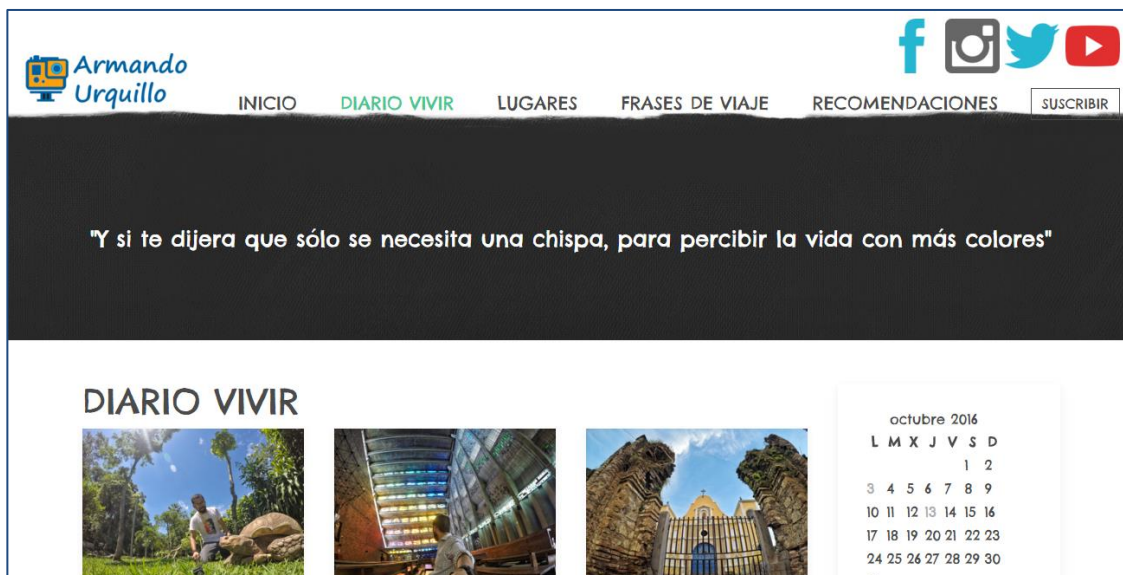 Armando
Urquillo
INICIO DIARIO VIVIR LUGARES FRASES DE VIAJE RECOMENDACIONES SUSCRIBIR
"Y si te dijera que sólo se necesita una chispa, para percibir la vida con más colores"
DIARIO VIVIR
octubre 2016
L M X J V S D
1 2
3 4 5 6 7 8 9
10 11 12 13 14 15 16
17 18 19 20 21 22 23
24 25 26 27 28 29 30